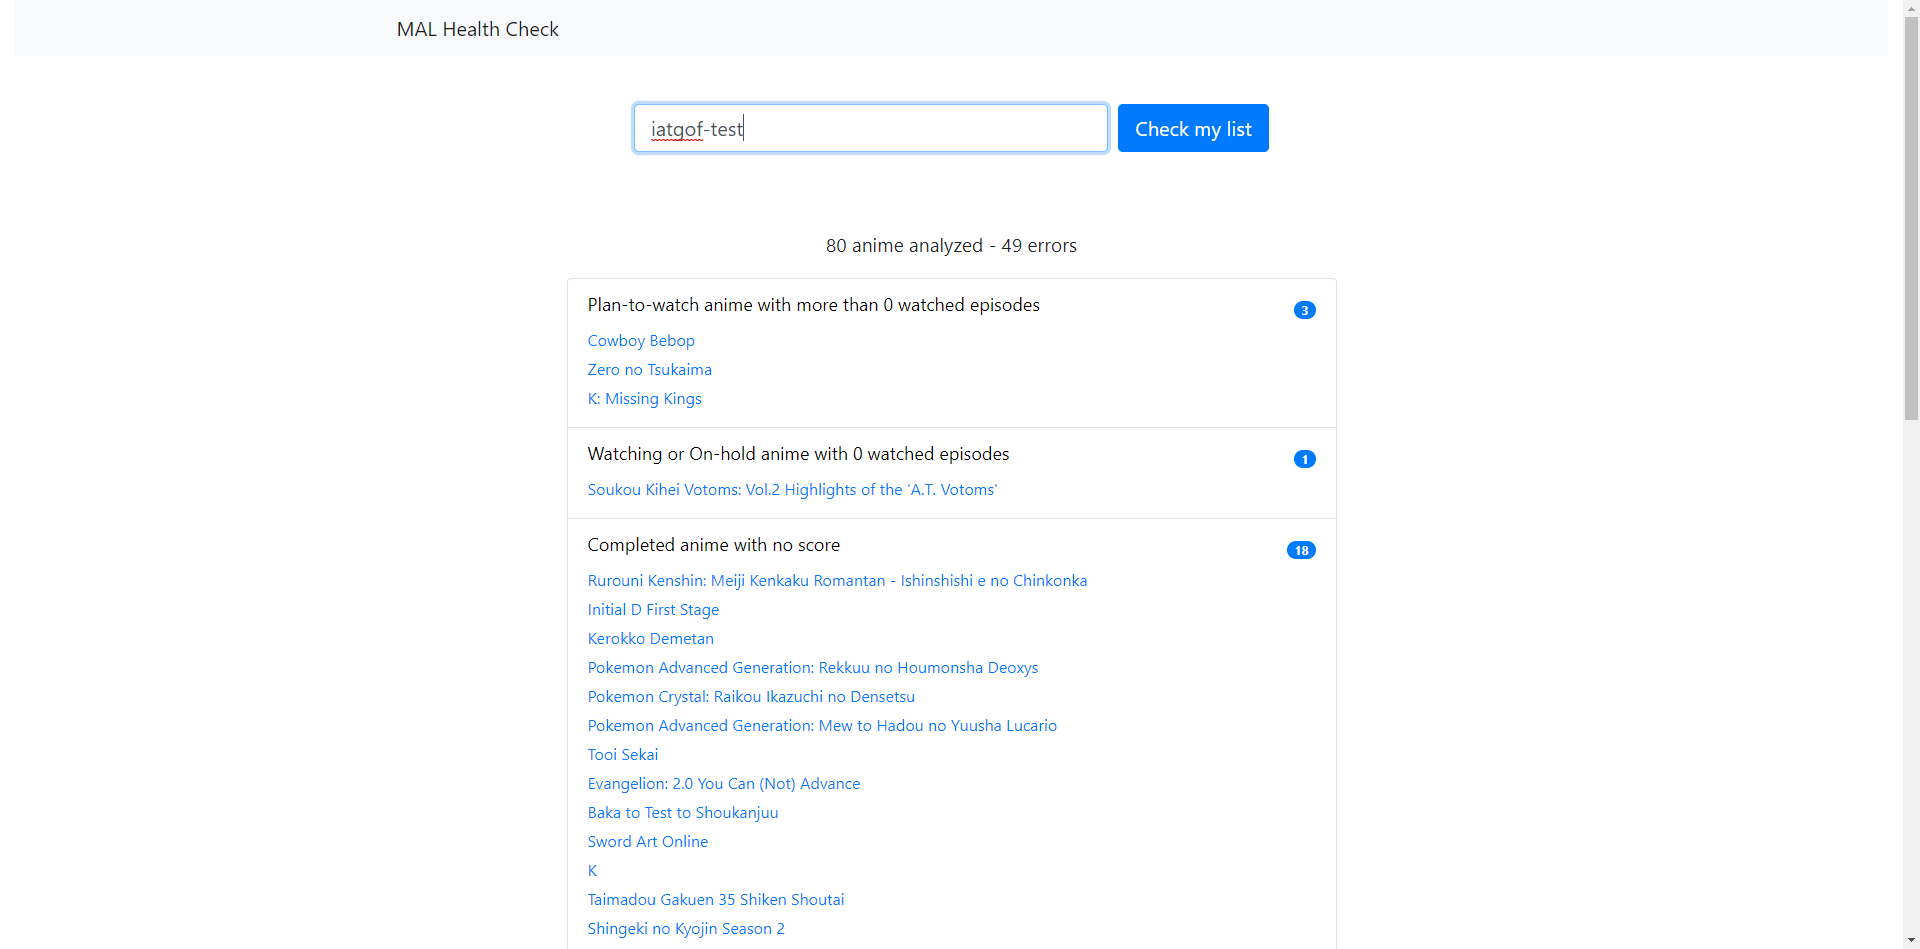 MAL Health Check
iatgof-test
Check my list
80 anime analyzed - 49 errors
Plan-to-watch anime with more than 0 watched episodes
3
Cowboy Bebop
Zero no Tsukaima
K: Missing Kings
Watching or On-hold anime with 0 watched episodes
1
Soukou Kihei Votoms: Vol.2 Highlights of the 'A.T. Votoms'
Completed anime with no score
18
Rurouni Kenshin: Meiji Kenkaku Romantan - Ishinshishi e no Chinkonka
Initial D First Stage
Kerokko Demetan
Pokemon Advanced Generation: Rekkuu no Houmonsha Deoxys
Pokemon Crystal: Raikou Ikazuchi no Densetsu
Pokemon Advanced Generation: Mew to Hadou no Yuusha Lucario
Tooi Sekai
Evangelion: 2.0 You Can (Not) Advance
Baka to Test to Shoukanjuu
Sword Art Online
K
Taimadou Gakuen 35 Shiken Shoutai
Shingeki no Kyojin Season 2